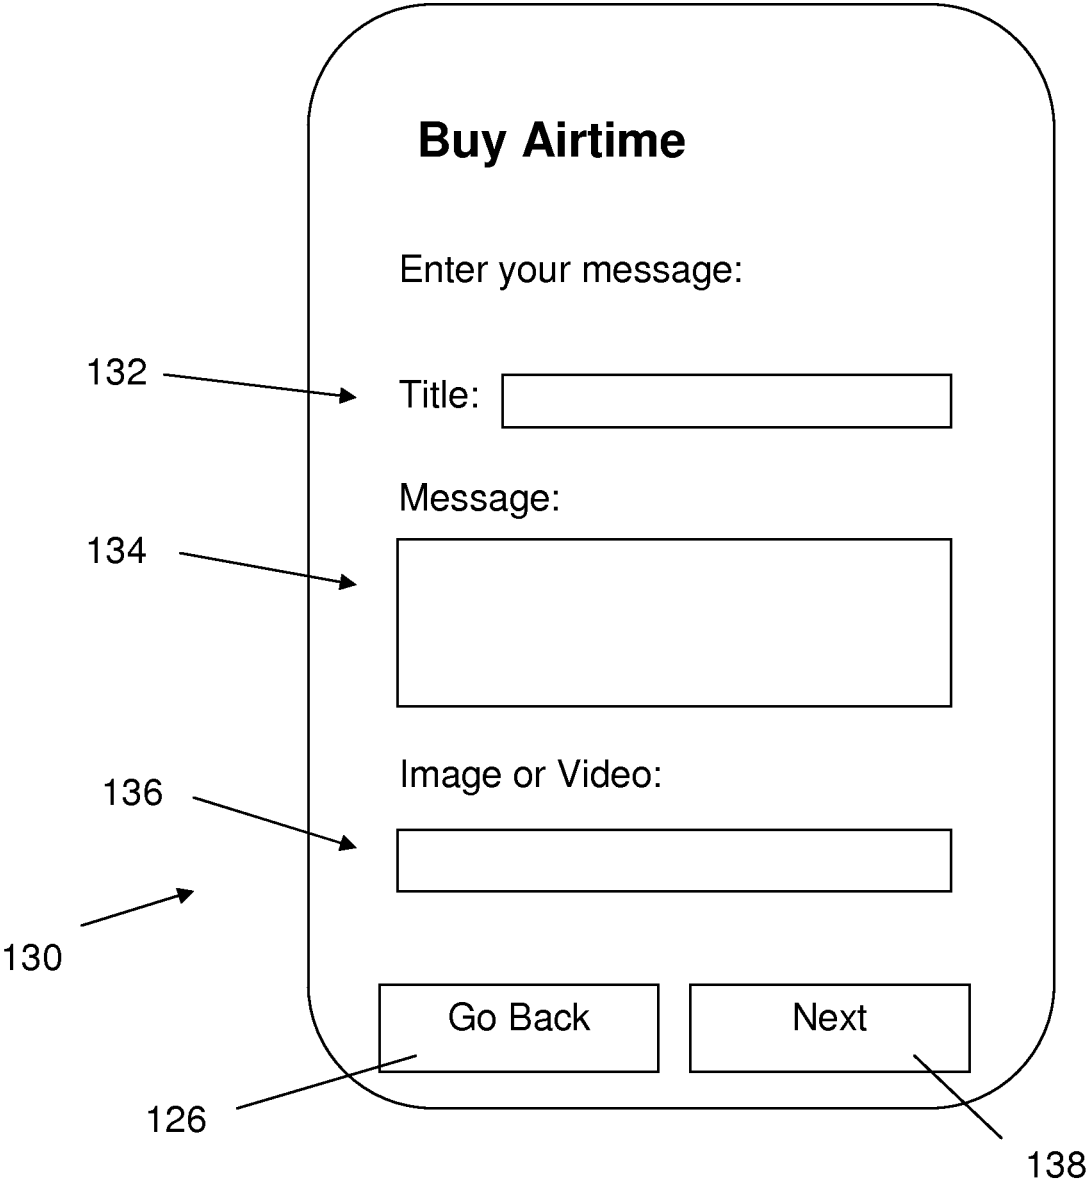 Buy Airtime
Enter your message:
132
Title:
Message:
134
Image or Video:
136
130
Go Back
Next
126
138